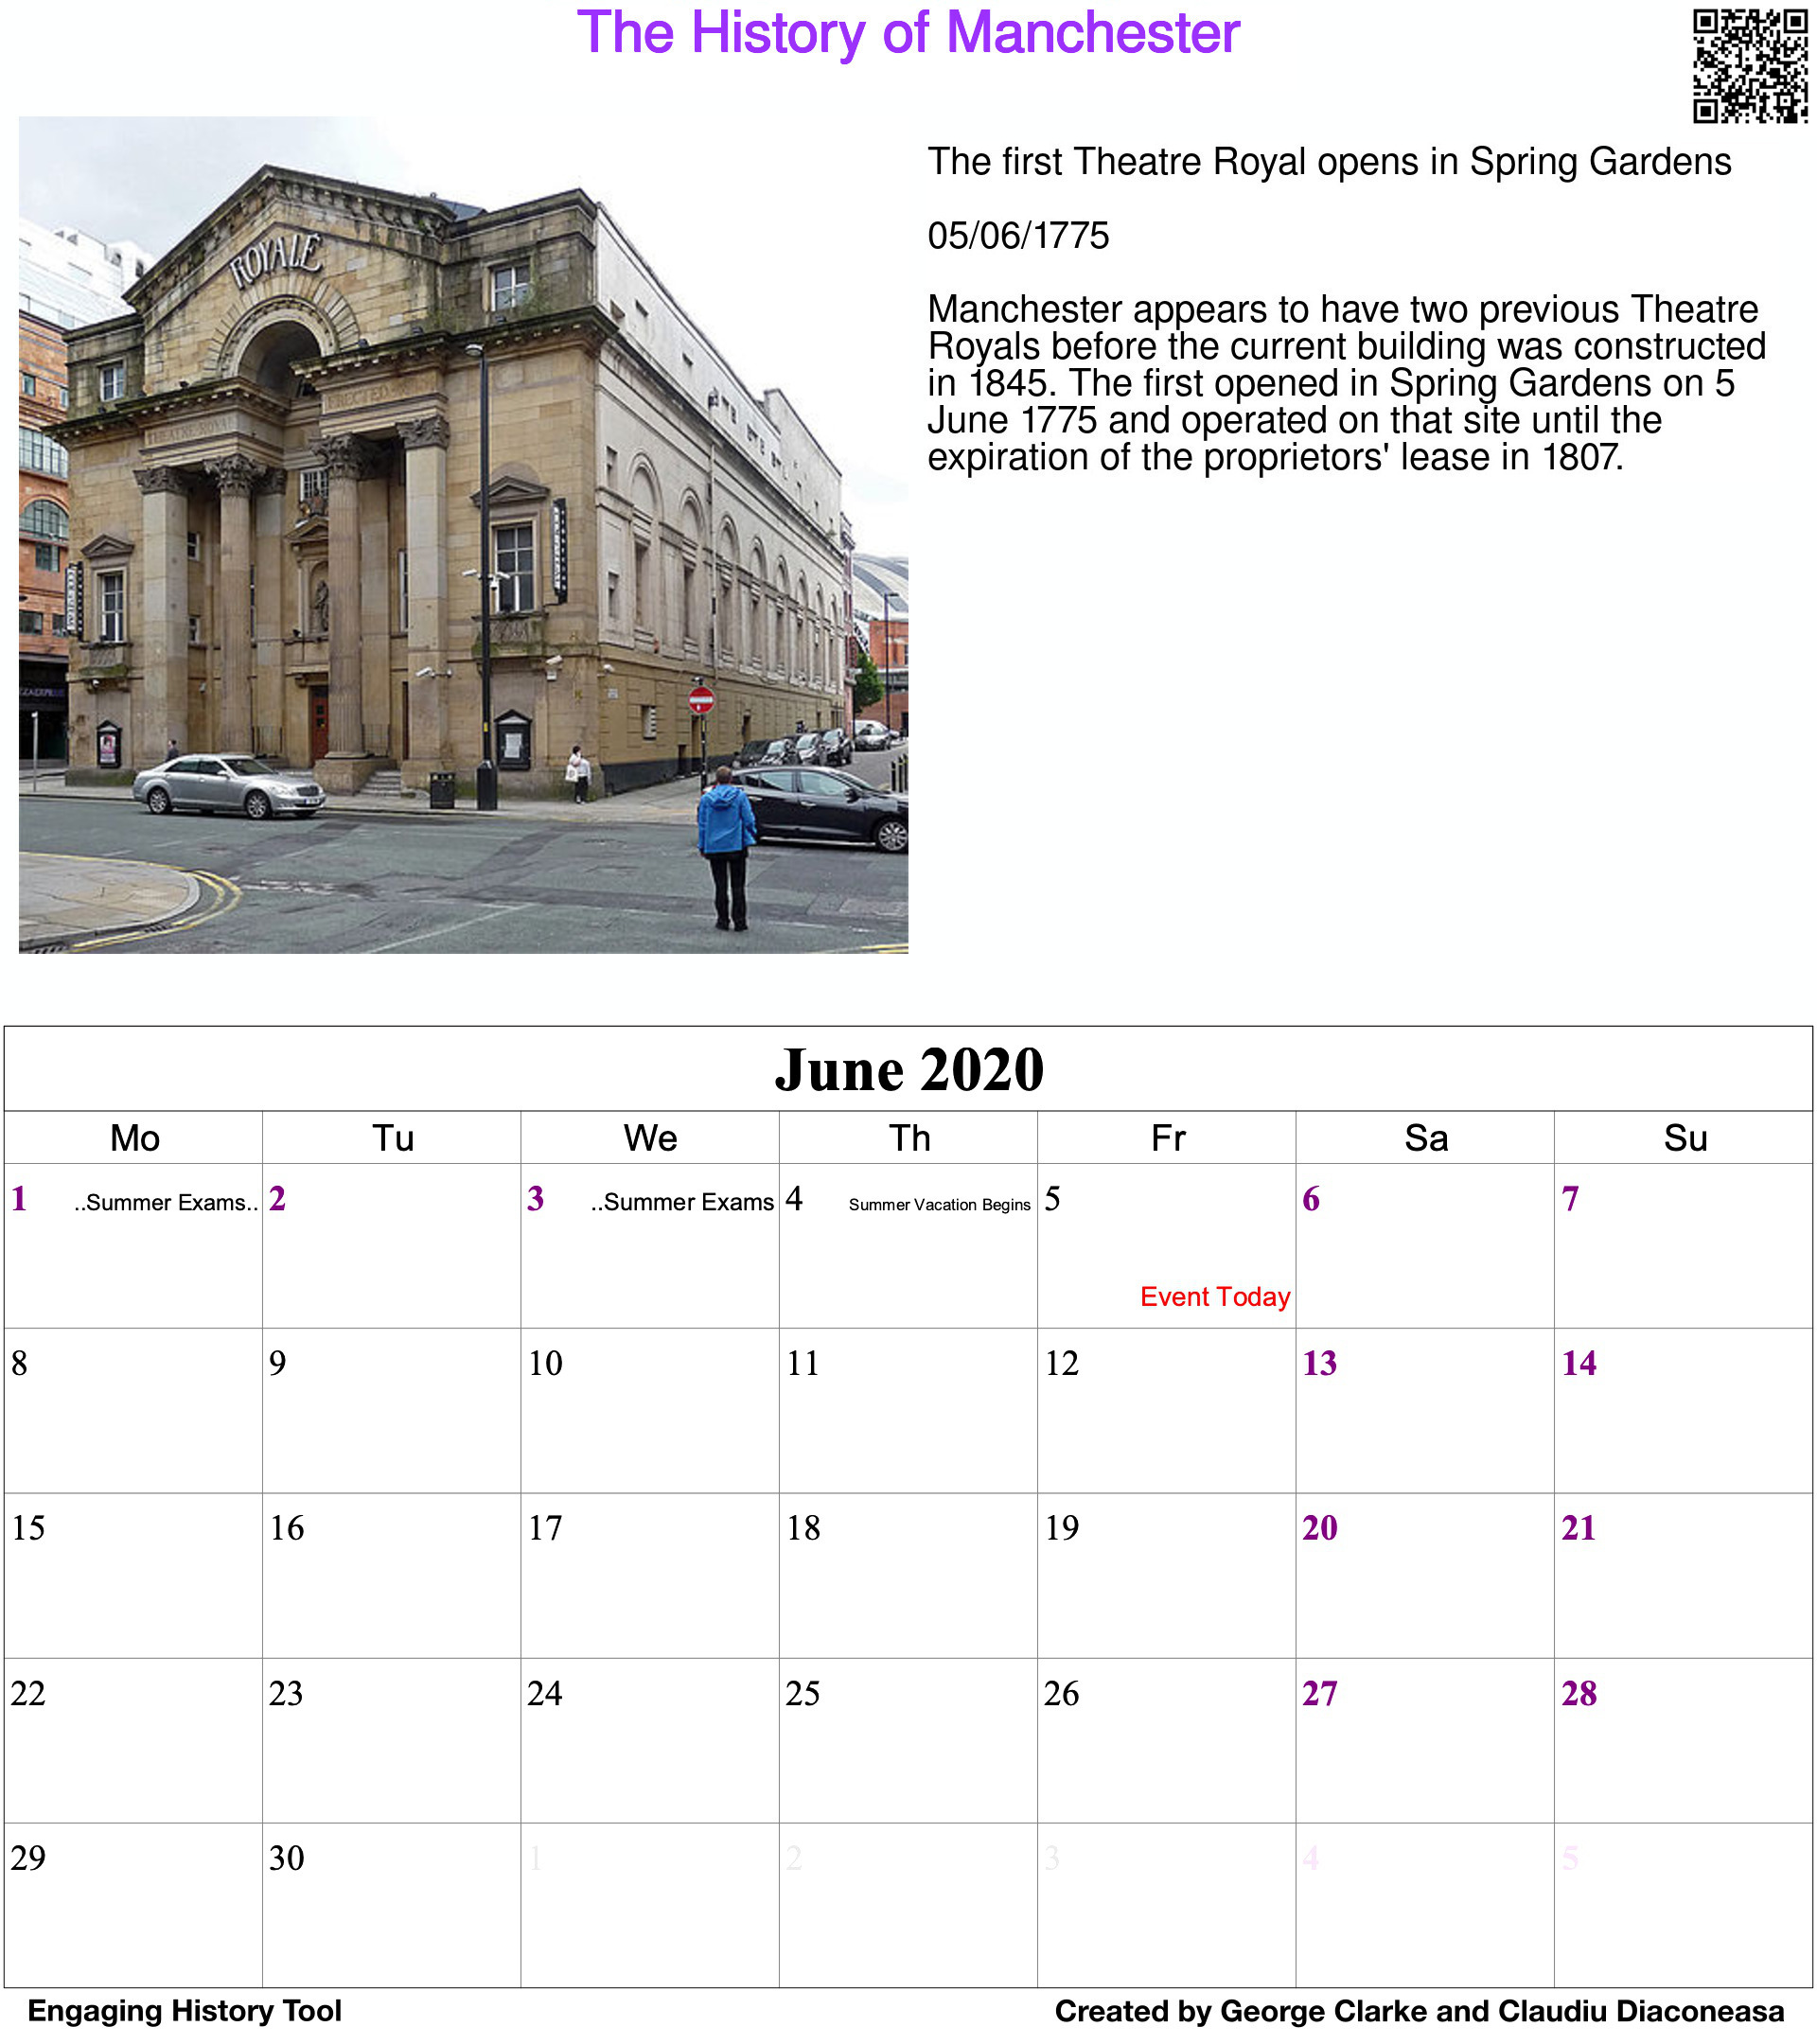 The History of Manchester
ROYALE
THEATRE ROYAL
ERECTED
The first Theatre Royal opens in Spring Gardens
05/06/1775
Manchester appears to have two previous Theatre
Royals before the current building was constructed
in 1845. The first opened in Spring Gardens on 5
June 1775 and operated on that site until the
expiration of the proprietors' lease in 1807.
June 2020
Mo Tu We Th Fr Sa Su
1 ..Summer Exams.. 2 3 ..Summer Exams 4 Summer Vacation Begins 5 6 7
Event Today
8 9 10 11 12 13 14
15 16 17 18 19 20 21
22 23 24 25 26 27 28
29 30 1 2 3 4 5
Engaging History Tool Created by George Clarke and Claudiu Diaconeasa